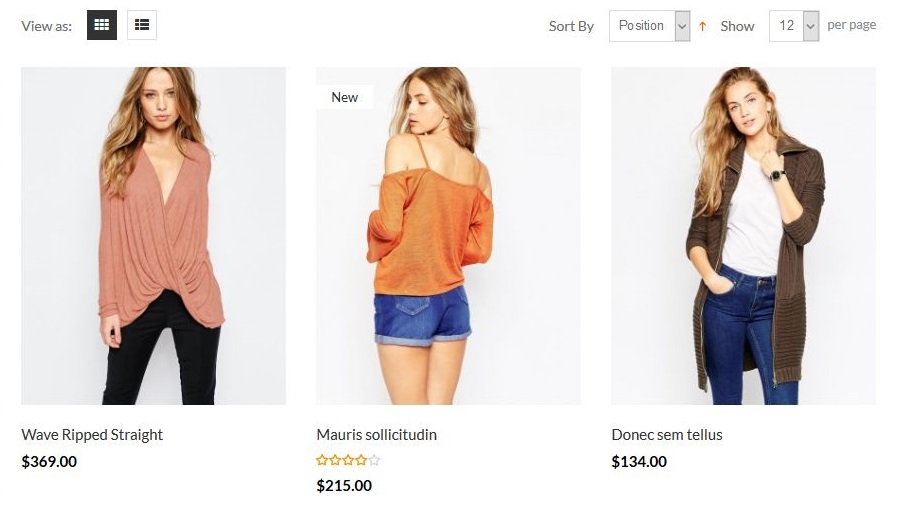 View as: Sort By Position Show 12 per page
New
Wave Ripped Straight Mauris sollicitudin Donec sem tellus
$369.00 $134.00
$215.00